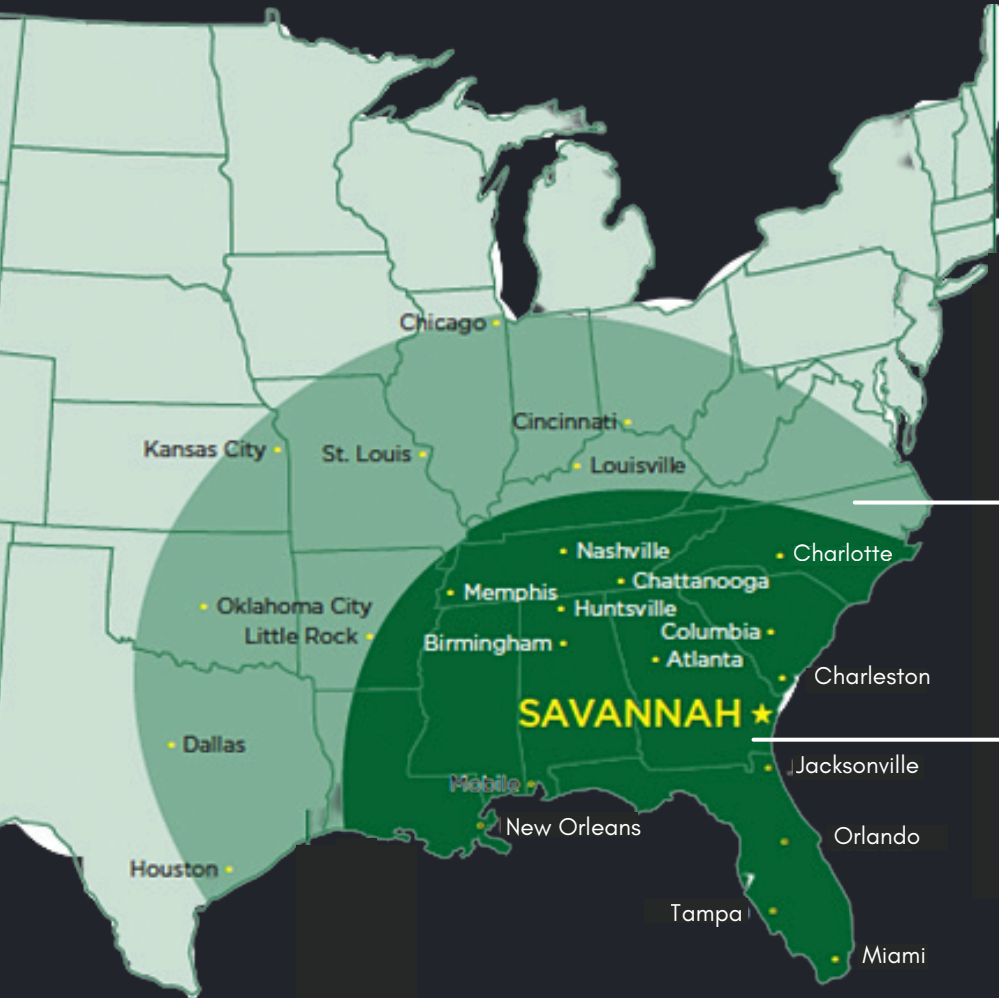 Chicago
Cincinnati
Kansas City
St. Louis
Louisville
Nashville
Charlotte
Chattanooga
Memphis
Oklahoma City
Huntsville
Little Rock
Columbia
Birmingham
Atlanta
Charleston
SAVANNAH
Dallas
Jacksonville
Mobile
New Orleans
Orlando
Houston
Tampa
Miami